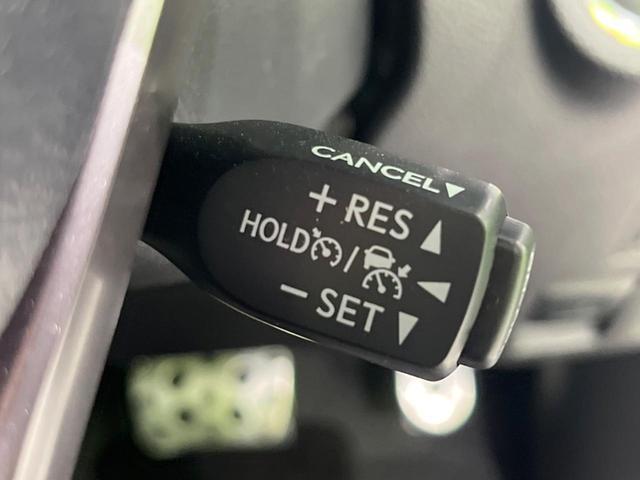 CANCEL▼
+ RES ▲
HOLD / ◀
− SET ▼